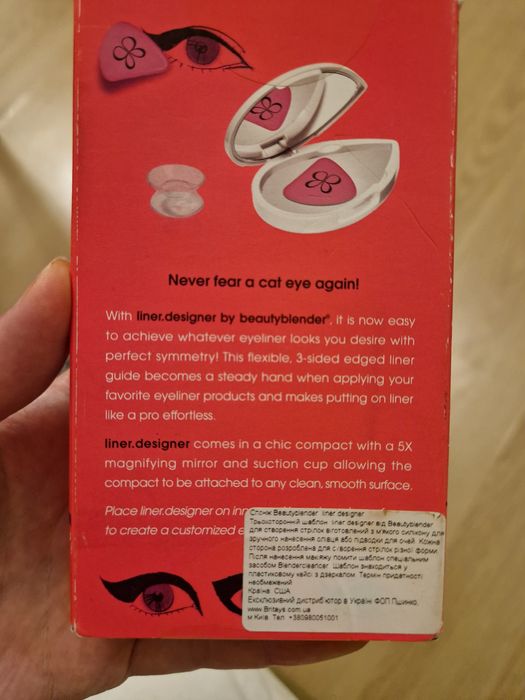 Never fear a cat eye again!
With liner.designer by beautyblender®, it is now easy
to achieve whatever eyeliner looks you desire with
perfect symmetry! This flexible, 3-sided edged liner
guide becomes a steady hand when applying your
favorite eyeliner products and makes putting on liner
like a pro effortless.
liner.designer comes in a chic compact with a 5X
magnifying mirror and suction cup allowing the
compact to be attached to any clean, smooth surface.
Place liner.designer on inn
to create a customized e
Спонж Beautyblender liner designer
Трьохсторонній шаблон liner designer від Beautyblender
для створення стрілок виготовлений з м'якого силікону для
зручного нанесення олівця або підводки для очей. Кожна
сторона розроблена для створення стрілок різної форми.
Після нанесення макіяжу помити шаблон спеціальним
засобом Blendercleanser. Шаблон знаходиться у
пластиковому кейсі з дзеркалом. Термін придатності
необмежений
Країна: США
Ексклюзивний дистриб'ютор в Україні ФОП Пшинко,
www.Britays.com.ua
м.Київ. Тел. +380980051001